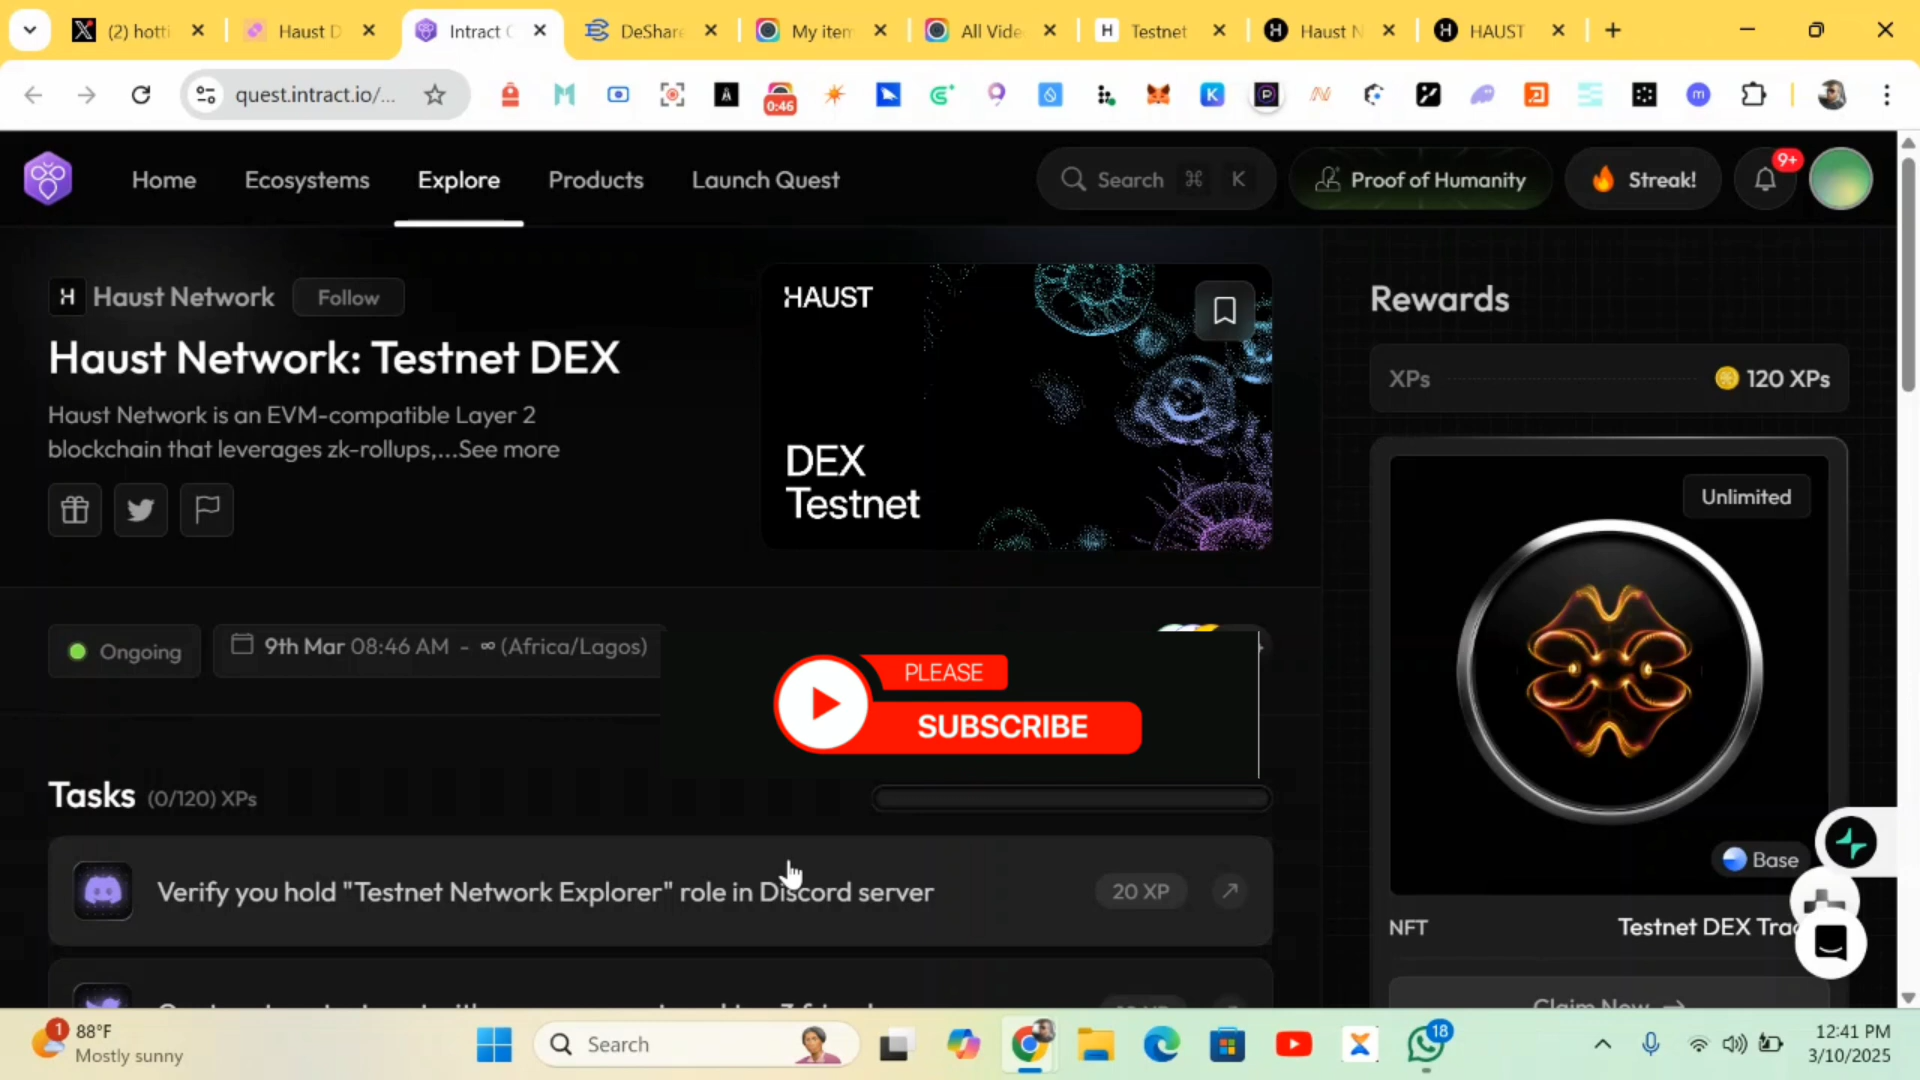 (2) hotti
Haust D
Intract
DeShare
My item
All Vide
Testnet
Haust N
HAUST
quest.intract.io/...
0:46
Home
Ecosystems
Explore
Products
Launch Quest
Search ⌘ K
Proof of Humanity
Streak!
9+
H Haust Network
Follow
Haust Network: Testnet DEX
Haust Network is an EVM-compatible Layer 2
blockchain that leverages zk-rollups,...See more
HAUST
DEX
Testnet
Rewards
XPs
120 XPs
Unlimited
Base
NFT
Testnet DEX Tra
Claim Now →
Ongoing
9th Mar 08:46 AM - ∞ (Africa/Lagos)
PLEASE
SUBSCRIBE
Tasks (0/120) XPs
Verify you hold "Testnet Network Explorer" role in Discord server
20 XP
1
88°F
Mostly sunny
Search
18
12:41 PM
3/10/2025